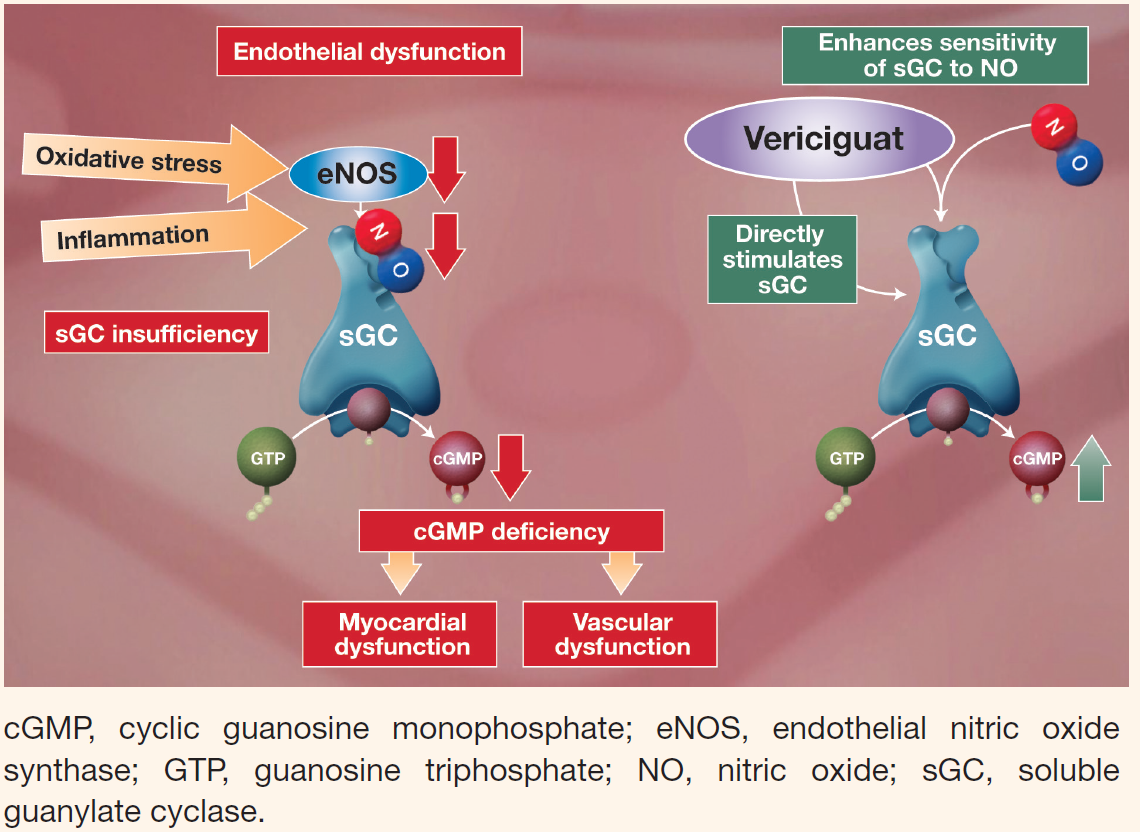 Endothelial dysfunction
Oxidative stress
eNOS
Inflammation
N
O
sGC insufficiency
sGC
GTP
cGMP
cGMP deficiency
Myocardial
dysfunction
Vascular
dysfunction
Enhances sensitivity
of sGC to NO
Vericiguat
N
O
Directly
stimulates
sGC
sGC
GTP
cGMP
cGMP, cyclic guanosine monophosphate; eNOS, endothelial nitric oxide
synthase; GTP, guanosine triphosphate; NO, nitric oxide; sGC, soluble
guanylate cyclase.